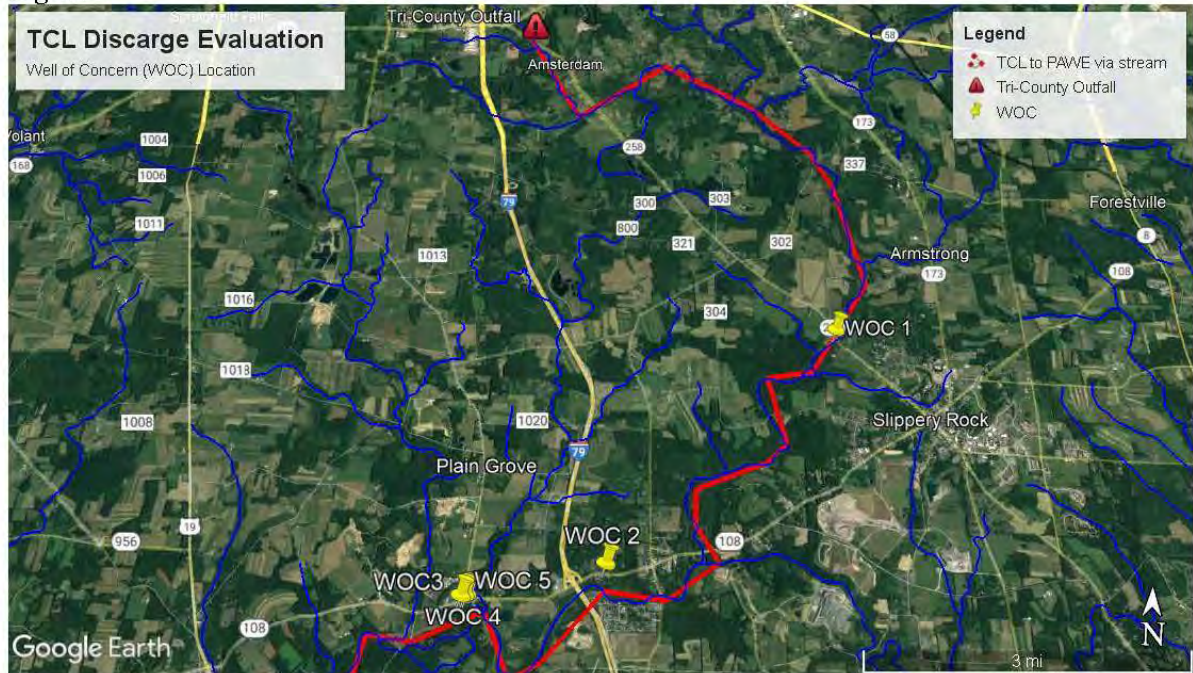 TCL Discarge Evaluation
Well of Concern (WOC) Location
Legend
TCL to PAWE via stream
Tri-County Outfall
WOC
Tri-County Outfall
Amsterdam
58
173
Volant
168
1004
1006
1011
258
337
79
300
303
800
321
302
Forestville
8
108
1013
Armstrong
173
1016
304
WOC 1
1018
1008
1020
Slippery Rock
79
Plain Grove
19
956
WOC 2
108
WOC3
WOC 5
WOC 4
108
Google Earth
N
3 mi